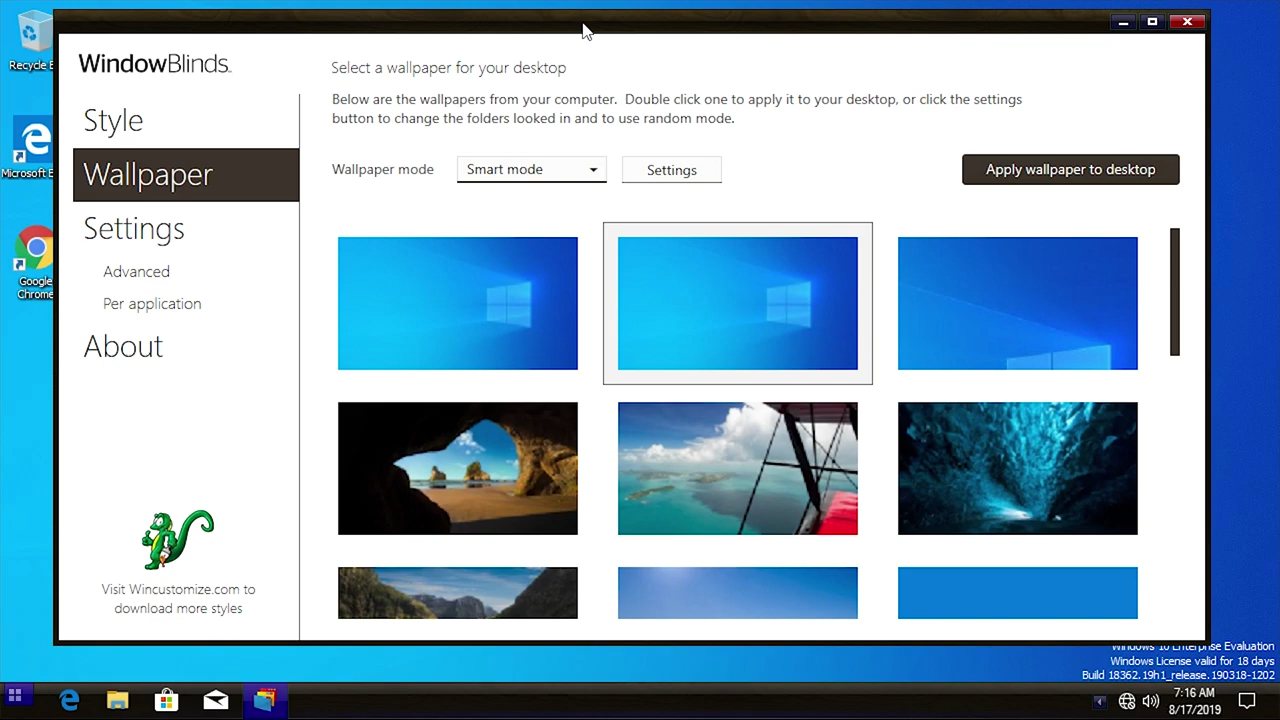 Recycle
WindowBlinds
Select a wallpaper for your desktop
Below are the wallpapers from your computer. Double click one to apply it to your desktop, or click the settings
button to change the folders looked in and to use random mode.
Style
Wallpaper mode
Smart mode
Settings
Apply wallpaper to desktop
Microsoft E
Wallpaper
Settings
Advanced
Per application
About
Google
Chrome
Visit Wincustomize.com to
download more styles
Windows 10 Enterprise Evaluation
Windows License valid for 18 days
Build 18362.19h1_release.190318-1202
7:16 AM
8/17/2019